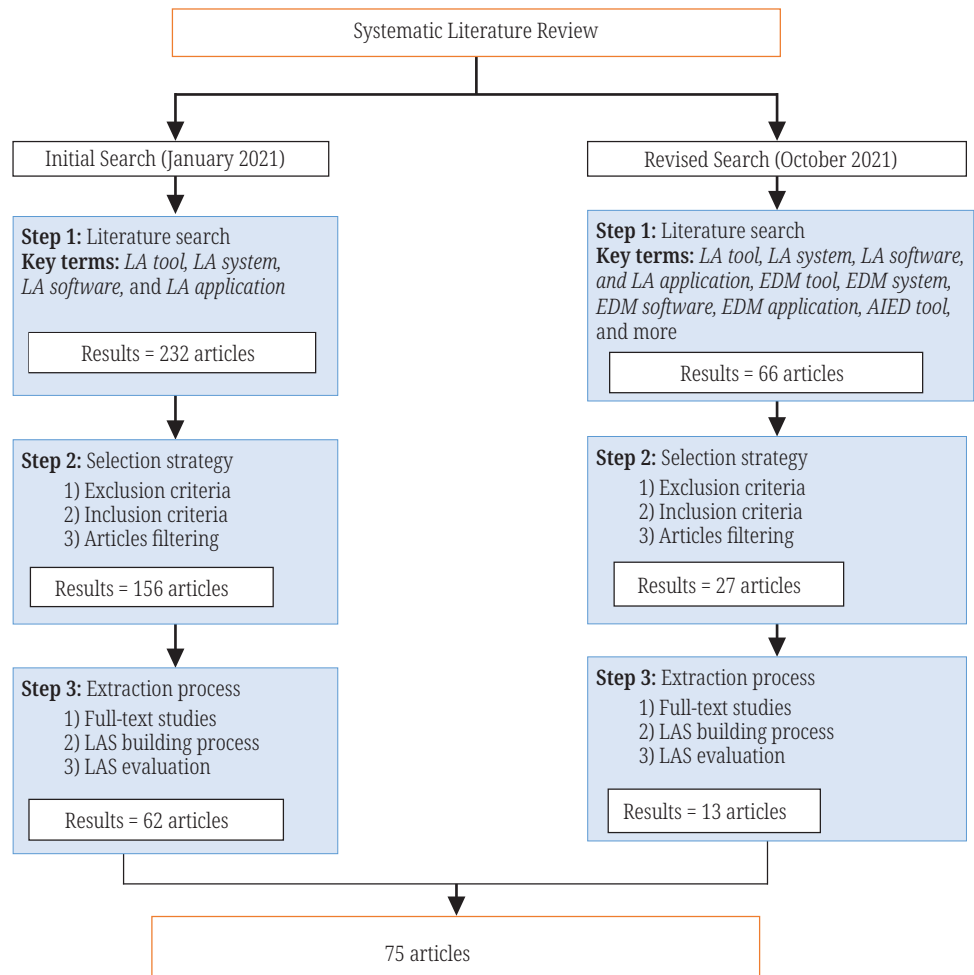 Systematic Literature Review
Initial Search (January 2021)
Step 1: Literature search
Key terms: LA tool, LA system,
LA software, and LA application
Results = 232 articles
Step 2: Selection strategy
1) Exclusion criteria
2) Inclusion criteria
3) Articles filtering
Results = 156 articles
Step 3: Extraction process
1) Full-text studies
2) LAS building process
3) LAS evaluation
Results = 62 articles
Revised Search (October 2021)
Step 1: Literature search
Key terms: LA tool, LA system, LA software,
and LA application, EDM tool, EDM system,
EDM software, EDM application, AIED tool,
and more
Results = 66 articles
Step 2: Selection strategy
1) Exclusion criteria
2) Inclusion criteria
3) Articles filtering
Results = 27 articles
Step 3: Extraction process
1) Full-text studies
2) LAS building process
3) LAS evaluation
Results = 13 articles
75 articles